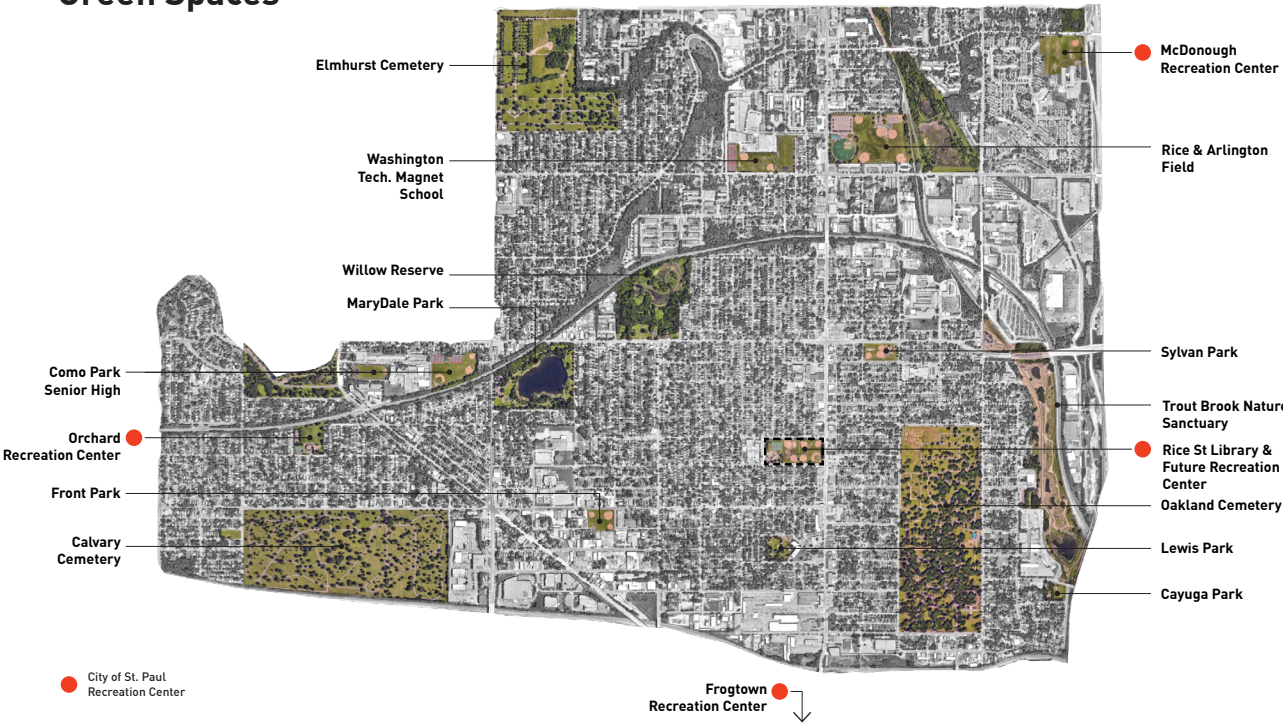 Green Spaces
Elmhurst Cemetery
McDonough
Recreation Center
Washington
Tech. Magnet
School
Rice & Arlington
Field
Willow Reserve
MaryDale Park
Como Park
Senior High
Sylvan Park
Trout Brook Nature
Sanctuary
Orchard
Recreation Center
Rice St Library &
Future Recreation
Center
Front Park
Oakland Cemetery
Calvary
Cemetery
Lewis Park
Cayuga Park
City of St. Paul
Recreation Center
Frogtown
Recreation Center